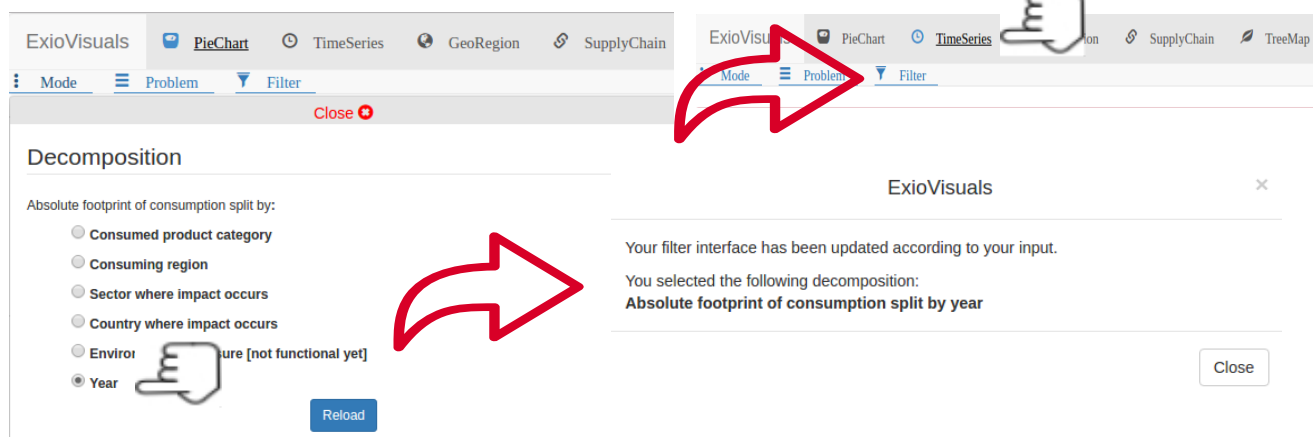 ExioVisuals PieChart TimeSeries GeoRegion SupplyChain
Mode Problem Filter
Close
Decomposition
Absolute footprint of consumption split by:
Consumed product category
Consuming region
Sector where impact occurs
Country where impact occurs
[not functional yet]
Year
Reload
PieChart TimeSeries SupplyChain TreeMap
Mode Problem Filter
ExioVisuals
×
Your filter interface has been updated according to your input.
You selected the following decomposition:
Absolute footprint of consumption split by year
Close